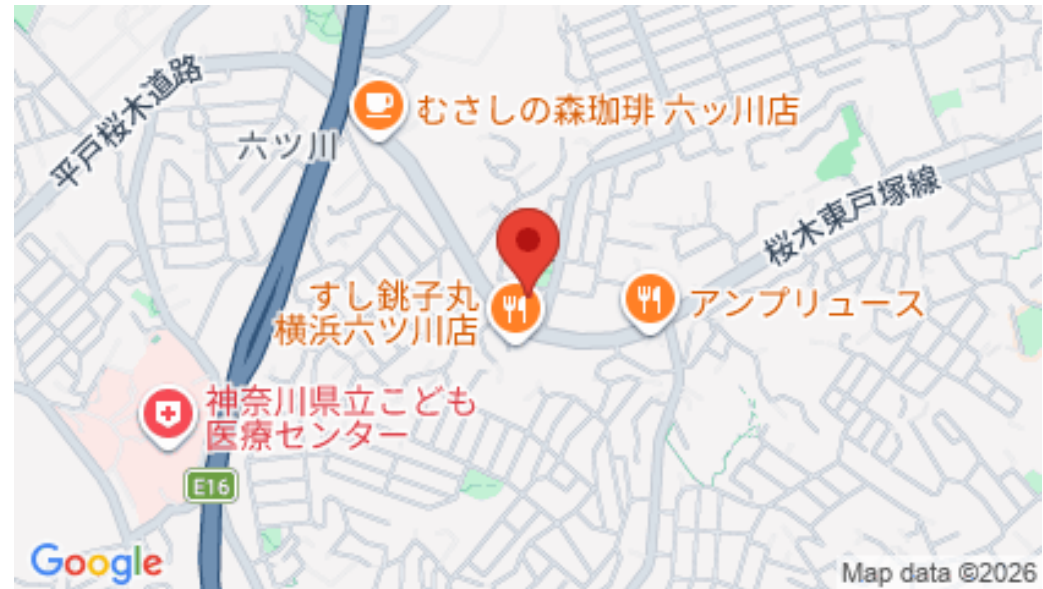 平戸桜木道路
むさしの森珈琲 六ッ川店
六ツ川
桜木東戸塚線
すし銚子丸
横浜六ツ川店
アンプリュース
神奈川県立こども
医療センター
E16
Google
Map data ©2026